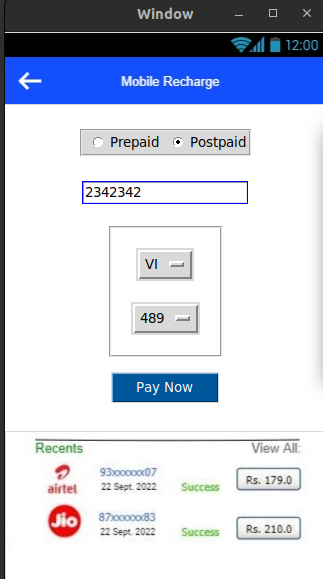 Window
12:00
Mobile Recharge
Prepaid Postpaid
2342342
VI
489
Pay Now
Recents View All:
airtel 93xxxxxx07 22 Sept. 2022 Success Rs. 179.0
Jio 87xxxxxx83 22 Sept. 2022 Success Rs. 210.0